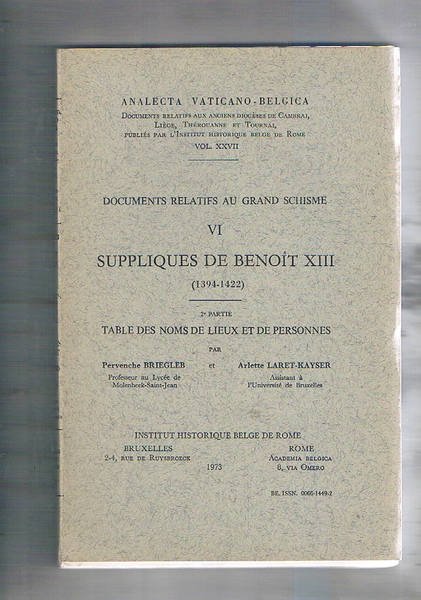 ANALECTA VATICANO-BELGICA
DOCUMENTS RELATIFS AUX ANCIENS DIOCÈSES DE CAMBRAI,
LIÈGE, THÉROUANNE ET TOURNAI,
PUBLIÉS PAR L'INSTITUT HISTORIQUE BELGE DE ROME
VOL. XXVII
DOCUMENTS RELATIFS AU GRAND SCHISME
VI
SUPPLIQUES DE BENOÎT XIII
(1394-1422)
2e PARTIE
TABLE DES NOMS DE LIEUX ET DE PERSONNES
PAR
Pervenche BRIEGLEB et Arlette LARET-KAYSER
Professeur au Lycée de Assistant à
Molenbeek-Saint-Jean l'Université de Bruxelles
INSTITUT HISTORIQUE BELGE DE ROME
BRUXELLES ROME
2-4, RUE DE RUYSBROECK ACADEMIA BELGICA
1973 8, VIA OMERO
BE. ISSN. 0066-1449-2